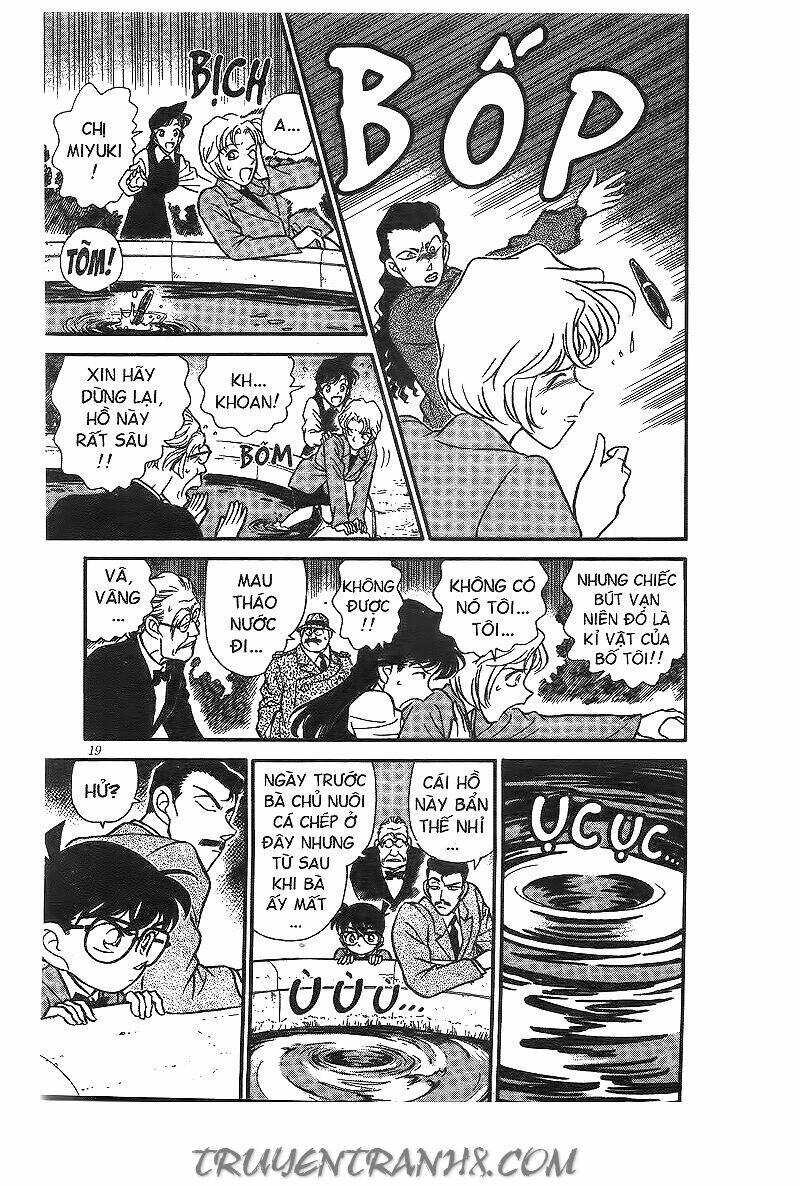 BỐP
BỊCH
A...
CHỊ
MIYUKI
!
TÕM!
KH...
KHOAN!
XIN HÃY
DỪNG LẠI,
HỒ NÀY
RẤT SÂU
!!
BÕM
NHƯNG CHIẾC
BÚT VẠN
NIÊN ĐÓ LÀ
KỈ VẬT CỦA
BỐ TÔI!!
KHÔNG CÓ
NÓ TÔI...
TÔI...
KHÔNG
ĐƯỢC
!!
MAU
THÁO
NƯỚC
ĐI...
VÂ,
VÂNG
...
19
ỤC ỤC...
CÁI HỒ
NÀY BẨN
THẾ NHỈ
...
NGÀY TRƯỚC
BÀ CHỦ NUÔI
CÁ CHÉP Ở
ĐÂY NHƯNG
TỪ SAU
KHI BÀ
ẤY MẤT
...
Ù Ù Ù...
HỬ?
TRUYENTRANH8.COM